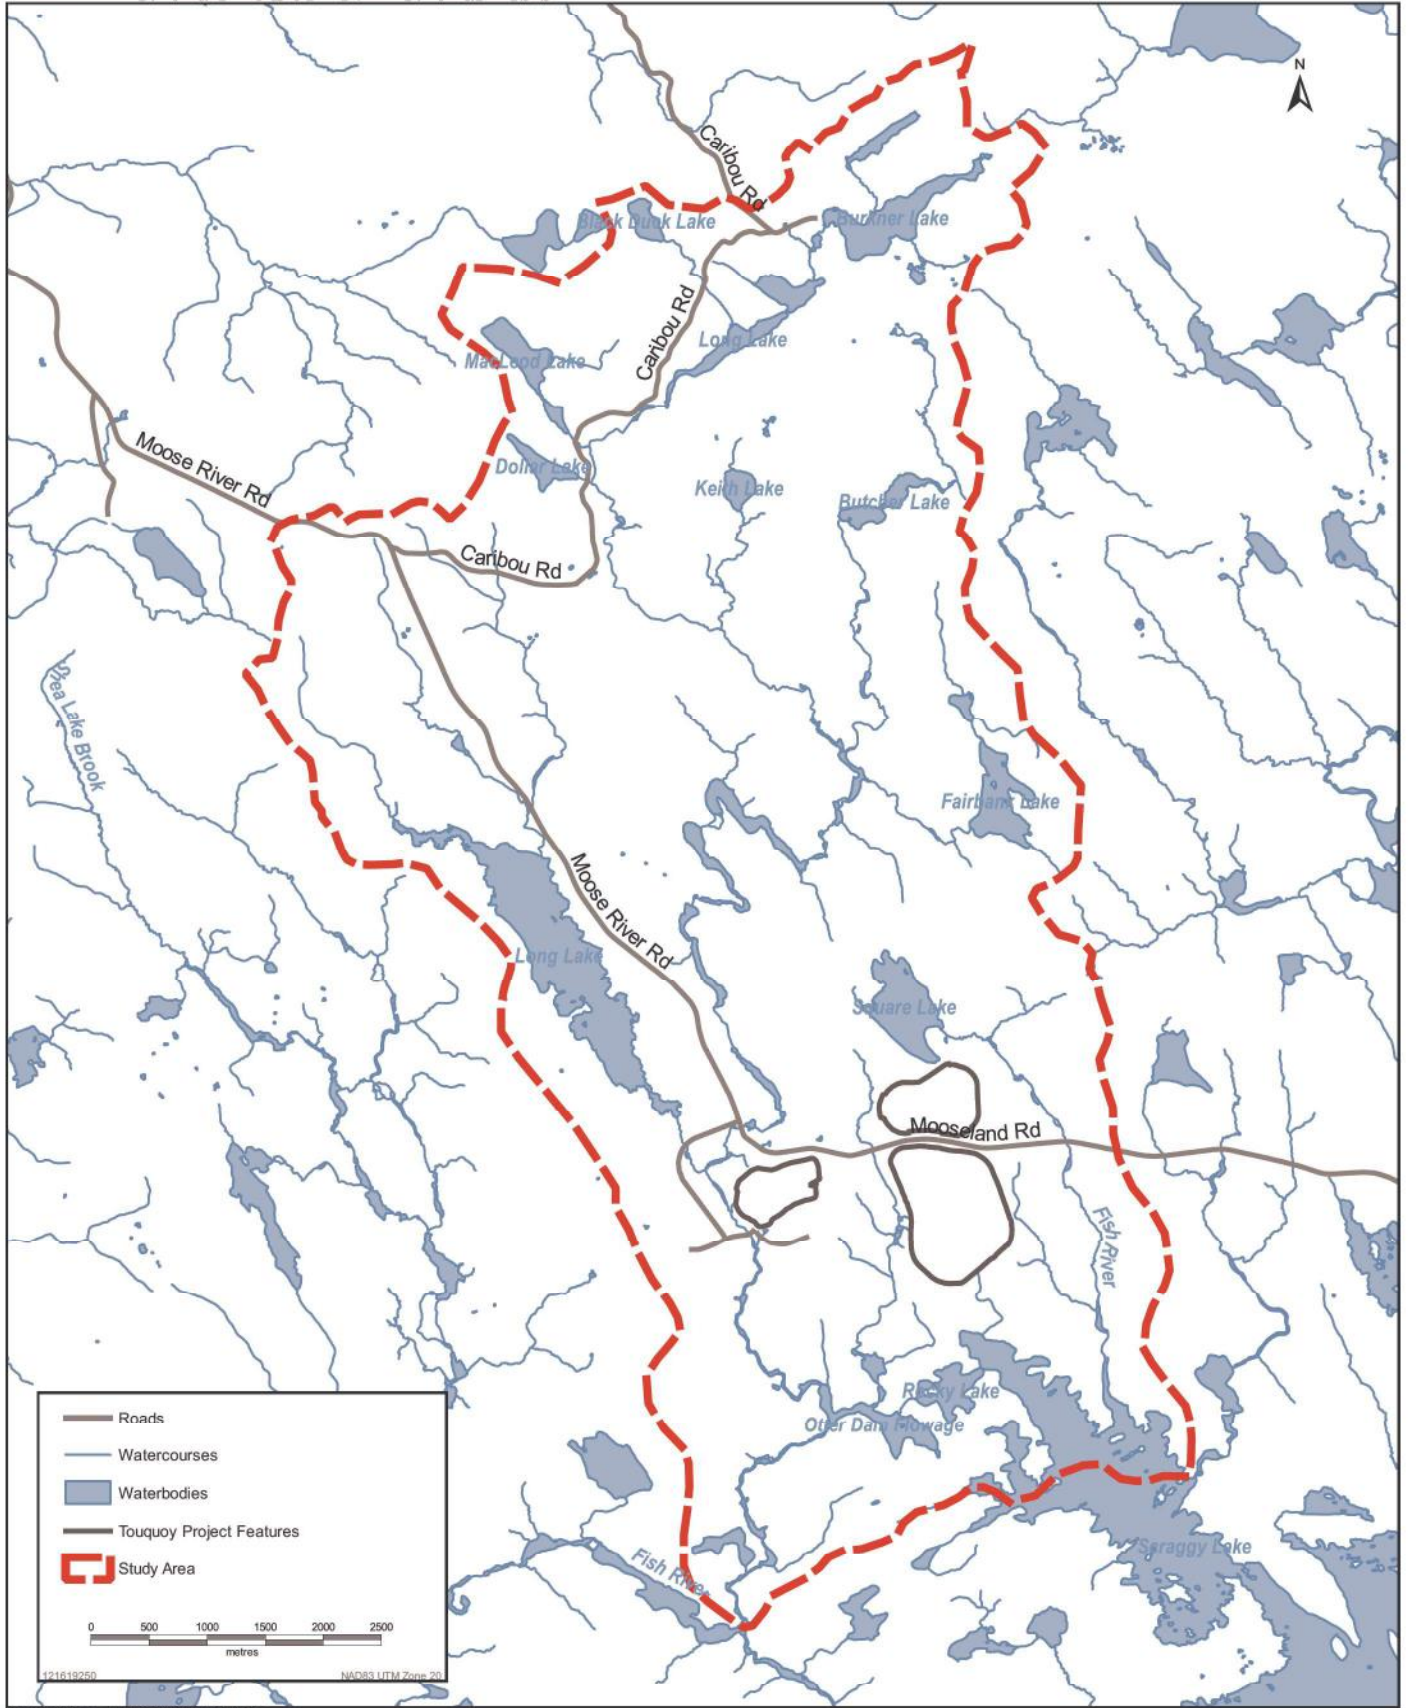 N
Caribou Rd
Black Duck Lake
Burkner Lake
Caribou Rd
Long Lake
MacLeod Lake
Moose River Rd
Dollar Lake
Keith Lake
Butcher Lake
Caribou Rd
Shea Lake Brook
Fairbank Lake
Moose River Rd
Long Lake
Square Lake
Mooseland Rd
Fish River
Rocky Lake
Otter Dam Flowage
Scraggy Lake
Fish River
Roads
Watercourses
Waterbodies
Touquoy Project Features
Study Area
0 500 1000 1500 2000 2500
metres
121619250 NAD83 UTM Zone 20